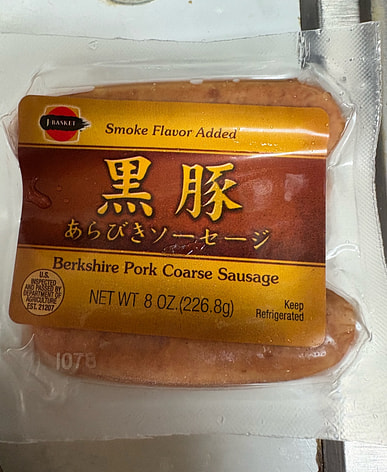 J-BASKET
Smoke Flavor Added
黒豚
あらびきソーセージ
Berkshire Pork Coarse Sausage
NET WT 8 OZ.(226.8g)
Keep
Refrigerated
U.S.
INSPECTED
AND PASSED BY
DEPARTMENT OF
AGRICULTURE
EST. 21207
1078